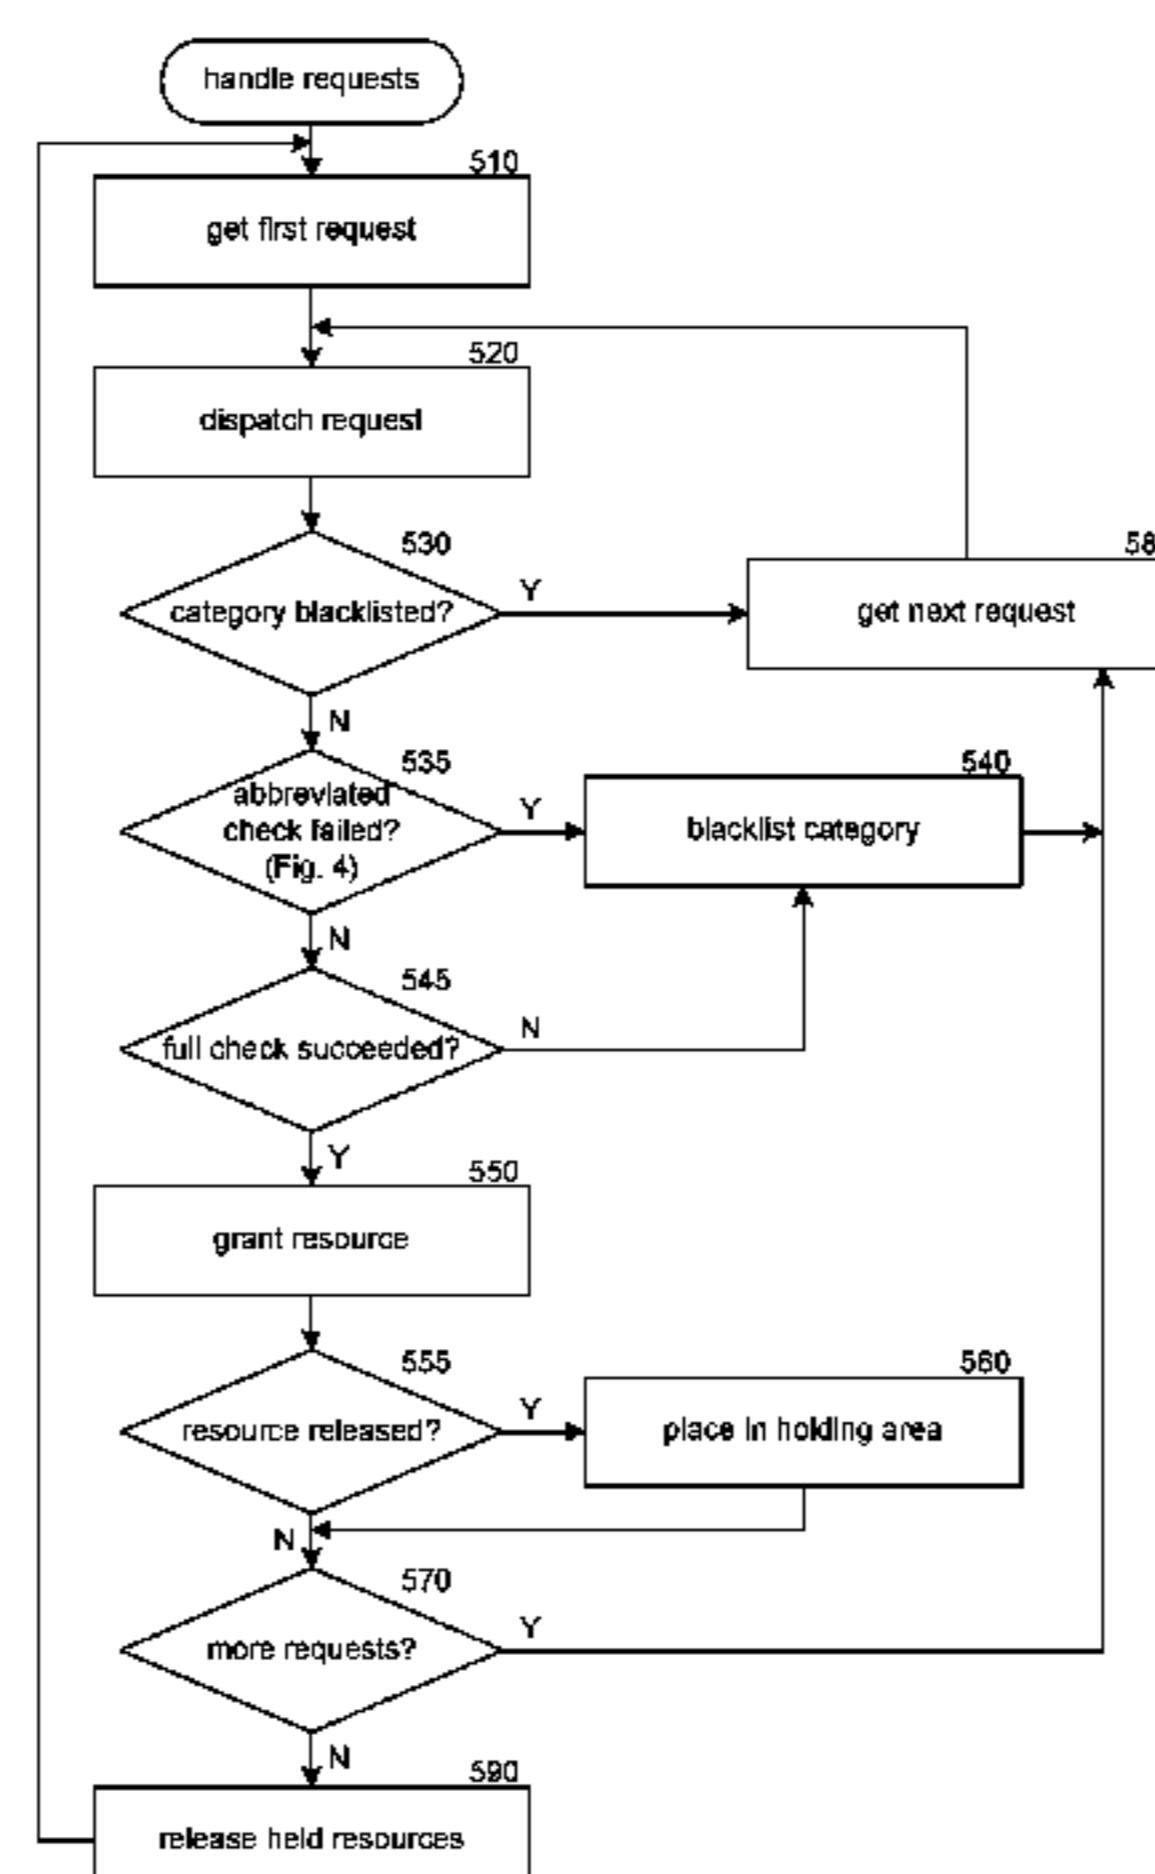 handle requests
510
get first request
520
dispatch request
530
category blacklisted?
Y
58
get next request
N
535
abbreviated
check failed?
(Fig. 4)
Y
540
blacklist category
N
545
full check succeeded?
N
Y
550
grant resource
555
resource released?
Y
560
place in holding area
N
570
more requests?
Y
N
590
release held resources